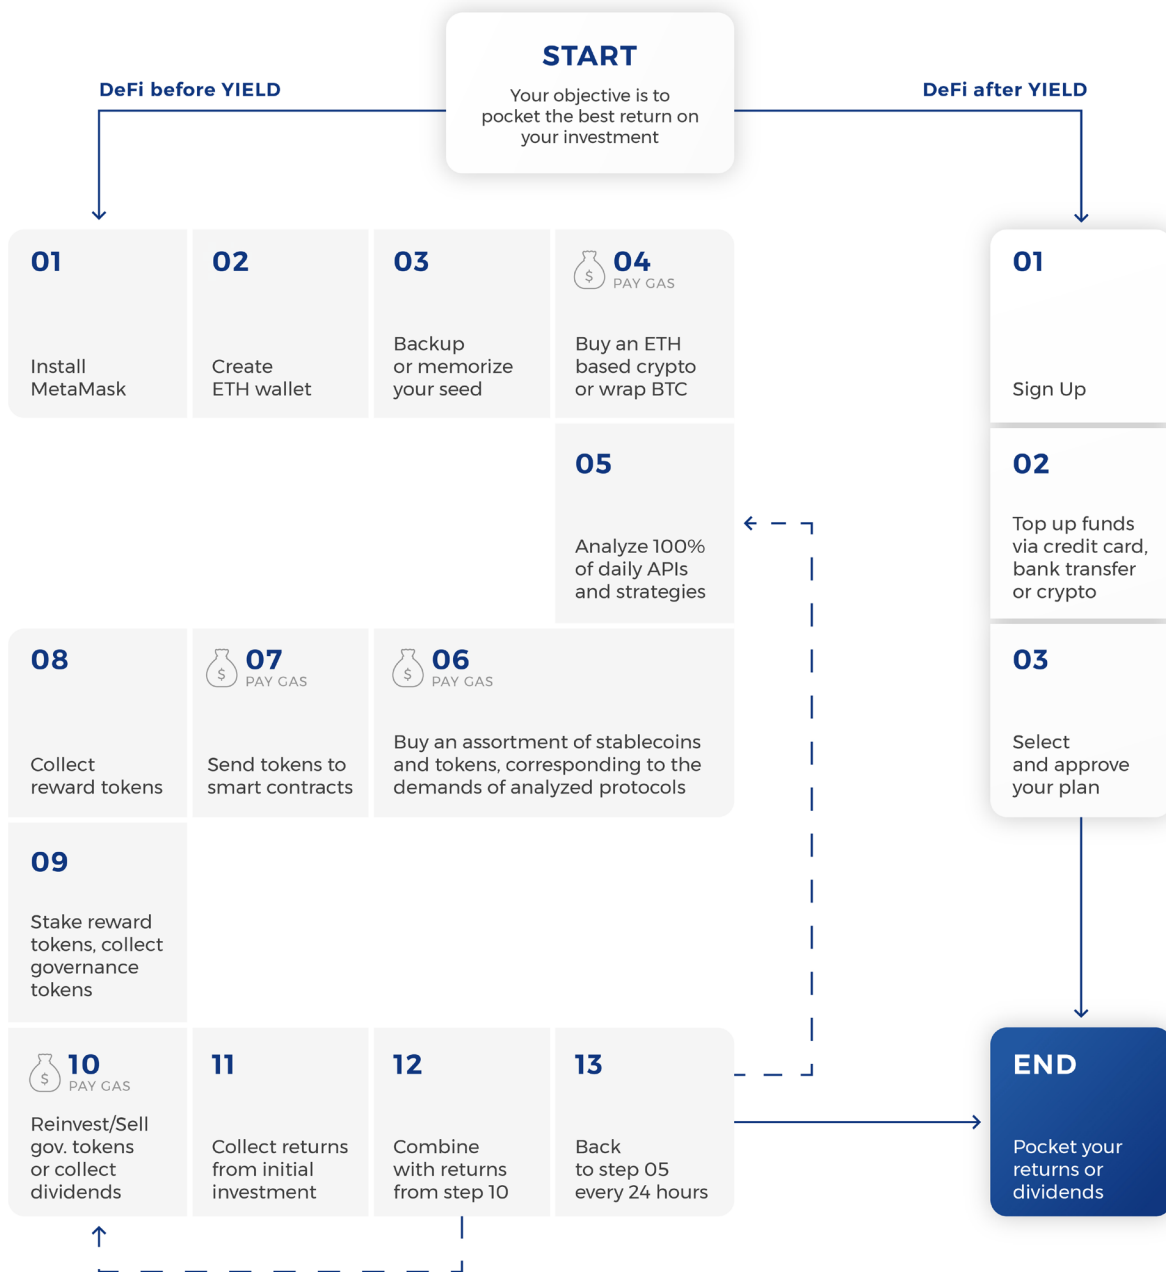 START
Your objective is to
pocket the best return on
your investment
DeFi before YIELD
DeFi after YIELD
01
Install
MetaMask
02
Create
ETH wallet
03
Backup
or memorize
your seed
$
04
PAY GAS
Buy an ETH
based crypto
or wrap BTC
05
Analyze 100%
of daily APIs
and strategies
$
06
PAY GAS
Buy an assortment of stablecoins
and tokens, corresponding to the
demands of analyzed protocols
$
07
PAY GAS
Send tokens to
smart contracts
08
Collect
reward tokens
09
Stake reward
tokens, collect
governance
tokens
$
10
PAY GAS
Reinvest/Sell
gov. tokens
or collect
dividends
11
Collect returns
from initial
investment
12
Combine
with returns
from step 10
13
Back
to step 05
every 24 hours
01
Sign Up
02
Top up funds
via credit card,
bank transfer
or crypto
03
Select
and approve
your plan
END
Pocket your
returns or
dividends